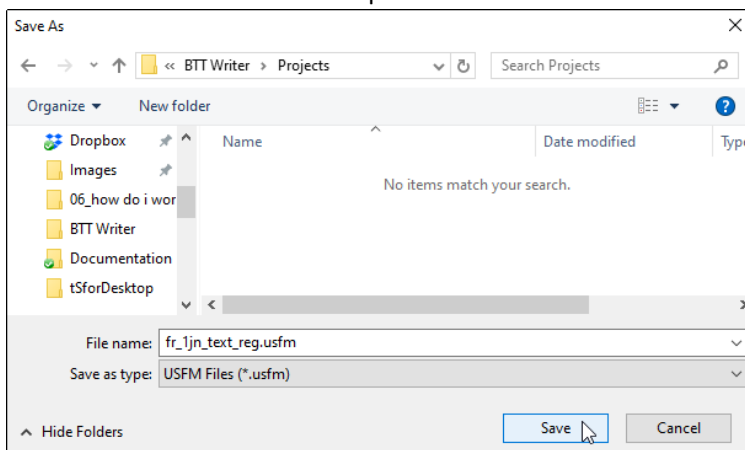 Save As
« BTT Writer > Projects
Search Projects
Organize
New folder
Dropbox
Images
06_how do i wor
BTT Writer
Documentation
tSforDesktop
Name
Date modified
Typ
No items match your search.
File name: fr_1jn_text_reg.usfm
Save as type: USFM Files (*.usfm)
Hide Folders
Save
Cancel